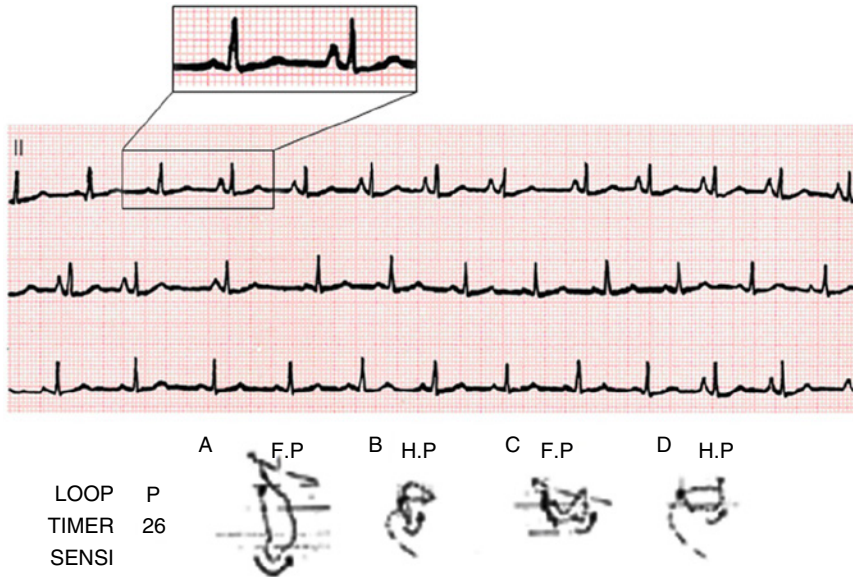 II
A F.P B H.P C F.P D H.P
LOOP P
TIMER 26
SENSI